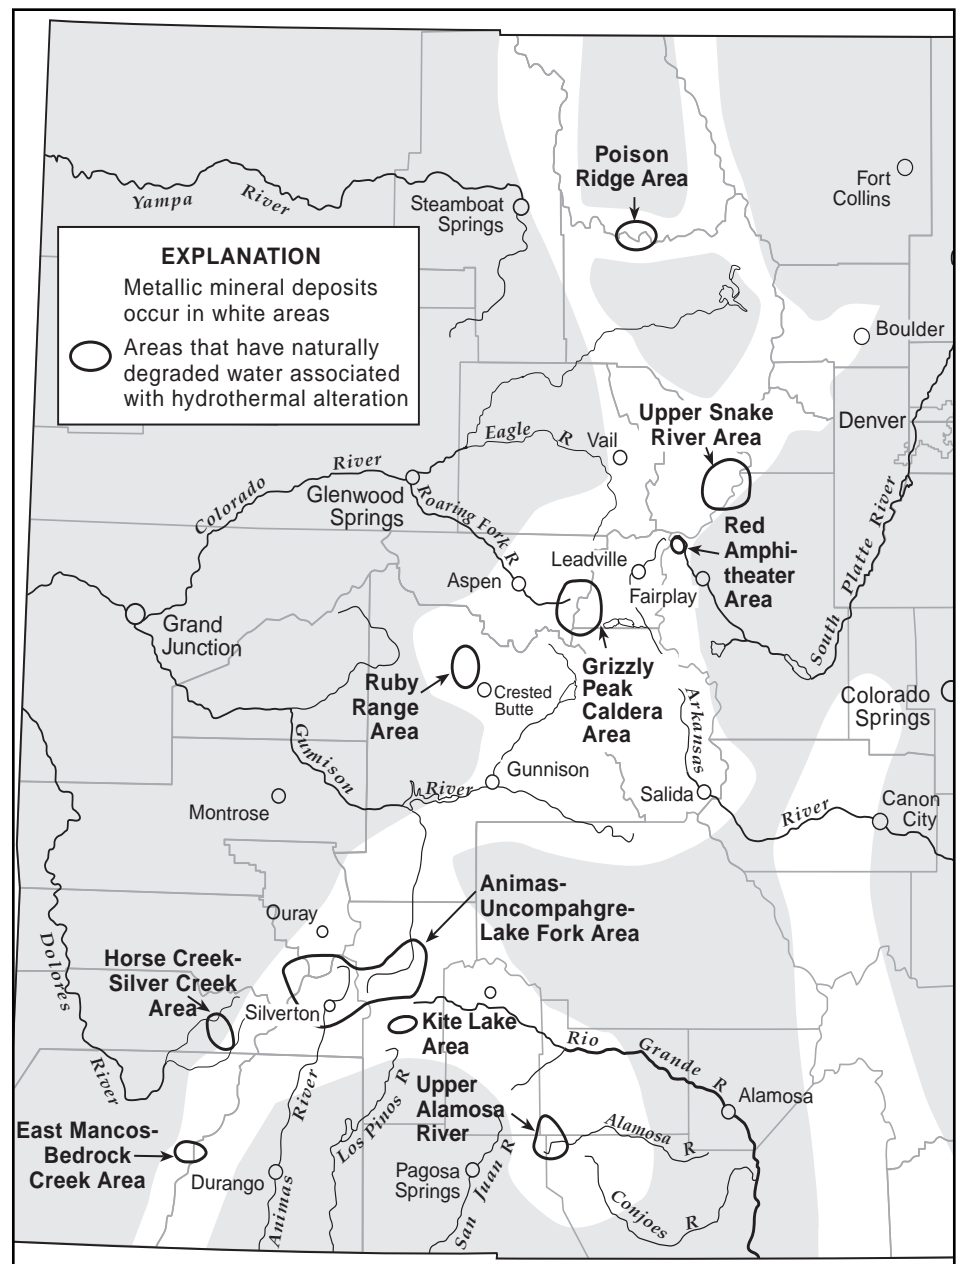 Poison
Ridge Area
Fort
Collins
Yampa River
Steamboat
Springs
EXPLANATION
Metallic mineral deposits
occur in white areas
Areas that have naturally
degraded water associated
with hydrothermal alteration
Boulder
Denver
Upper Snake
River Area
Eagle R
Vail
Colorado River
Glenwood
Springs
Roaring Fork R
South Platte River
Red
Amphi-
theater
Area
Leadville
Aspen
Fairplay
Grand
Junction
Grizzly
Peak
Caldera
Area
Ruby
Range
Area
Crested
Butte
Colorado
Springs
Arkansas
River
Gunnison
River
Gunnison
Salida
Canon
City
Montrose
Animas-
Uncompahgre-
Lake Fork Area
Ouray
Dolores
River
Horse Creek-
Silver Creek
Area
Silverton
Kite Lake
Area
Rio Grande R
Upper
Alamosa
River
Alamosa
Alamosa R
Los Pinos R
Animas River
East Mancos-
Bedrock
Creek Area
Durango
Pagosa
Springs
San Juan R
Conjoes R